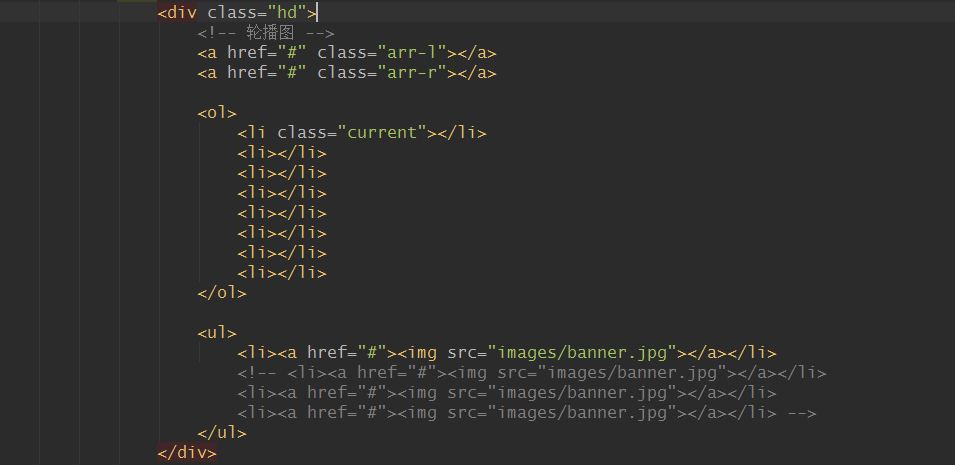 <div class="hd">
<!-- 轮播图 -->
<a href="#" class="arr-l"></a>
<a href="#" class="arr-r"></a>
<ol>
<li class="current"></li>
<li></li>
<li></li>
<li></li>
<li></li>
<li></li>
<li></li>
<li></li>
</ol>
<ul>
<li><a href="#"><img src="images/banner.jpg"></a></li>
<!-- <li><a href="#"><img src="images/banner.jpg"></a></li>
<li><a href="#"><img src="images/banner.jpg"></a></li>
<li><a href="#"><img src="images/banner.jpg"></a></li> -->
</ul>
</div>